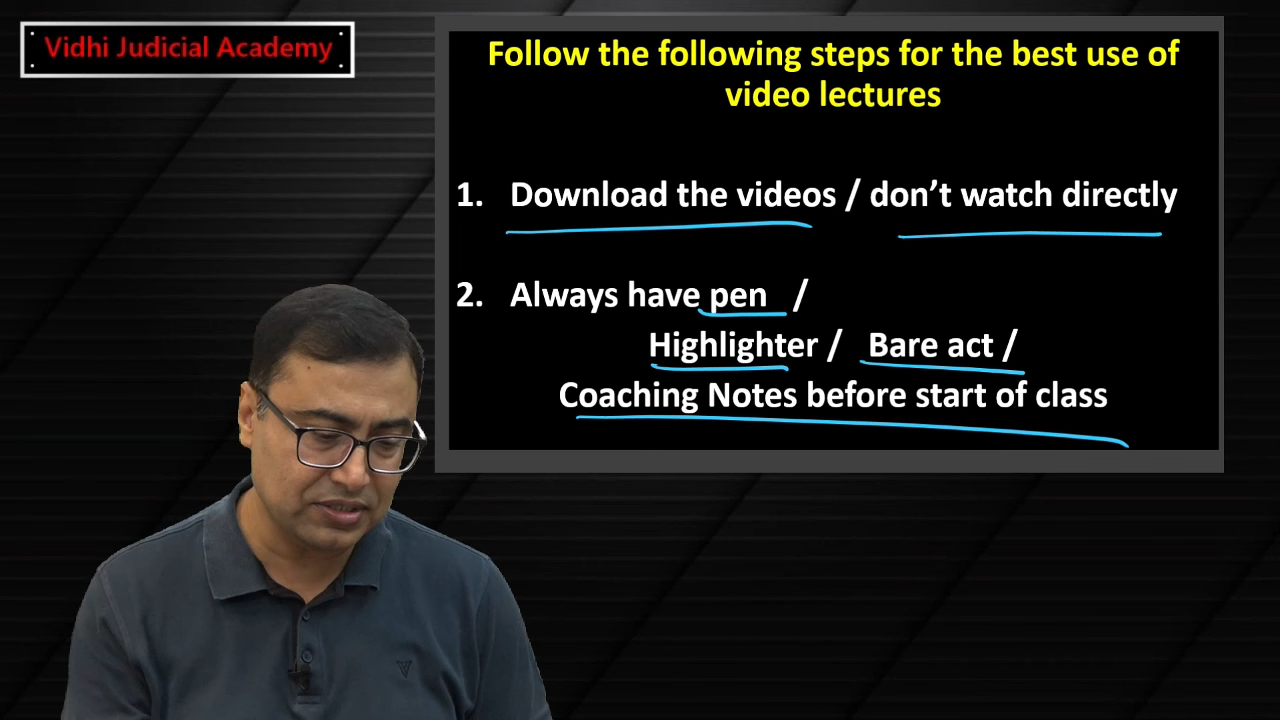 Vidhi Judicial Academy
Follow the following steps for the best use of
video lectures
1. Download the videos / don’t watch directly
2. Always have pen /
Highlighter / Bare act /
Coaching Notes before start of class